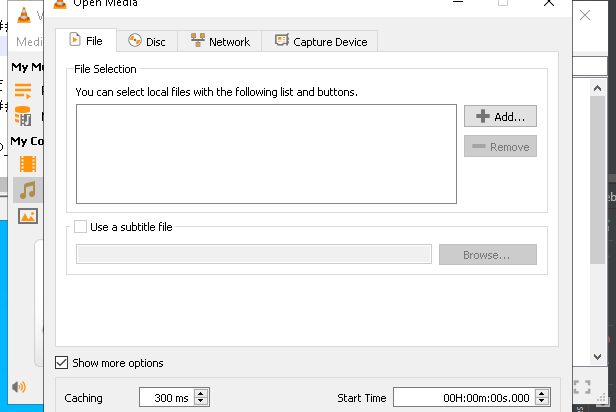 Open Media
Medi
File
Disc
Network
Capture Device
My M
File Selection
You can select local files with the following list and buttons.
Add...
Remove
My Co
Use a subtitle file
Browse...
Show more options
Caching
300 ms
Start Time
00H:00m:00s.000